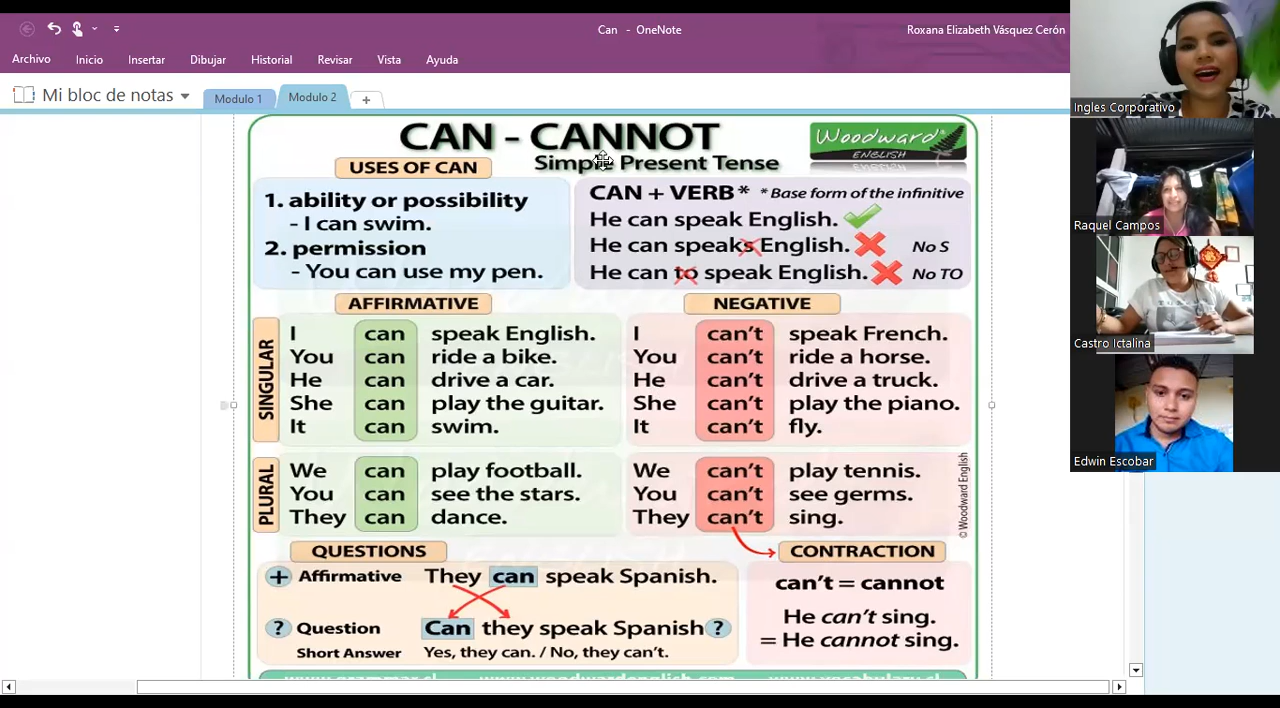 Can - OneNote
Roxana Elizabeth Vásquez Cerón
Archivo Inicio Insertar Dibujar Historial Revisar Vista Ayuda
Mi bloc de notas
Modulo 1
Modulo 2
CAN - CANNOT
Simple Present Tense
Woodward
ENGLISH
USES OF CAN
1. ability or possibility
- I can swim.
2. permission
- You can use my pen.
CAN + VERB* * Base form of the infinitive
He can speak English.
He can speaks English. No S
He can to speak English. No TO
AFFIRMATIVE
SINGULAR
I can speak English.
You can ride a bike.
He can drive a car.
She can play the guitar.
It can swim.
PLURAL
We can play football.
You can see the stars.
They can dance.
NEGATIVE
I can't speak French.
You can't ride a horse.
He can't drive a truck.
She can't play the piano.
It can't fly.
We can't play tennis.
You can't see germs.
They can't sing.
© Woodward English
QUESTIONS
+ Affirmative They can speak Spanish.
? Question Can they speak Spanish ?
Short Answer Yes, they can. / No, they can't.
CONTRACTION
can't = cannot
He can't sing.
= He cannot sing.
www.grammar.cl www.woodwardenglish.com www.vocabulary.cl
Ingles Corporativo
Raquel Campos
Castro Ictalina
Edwin Escobar